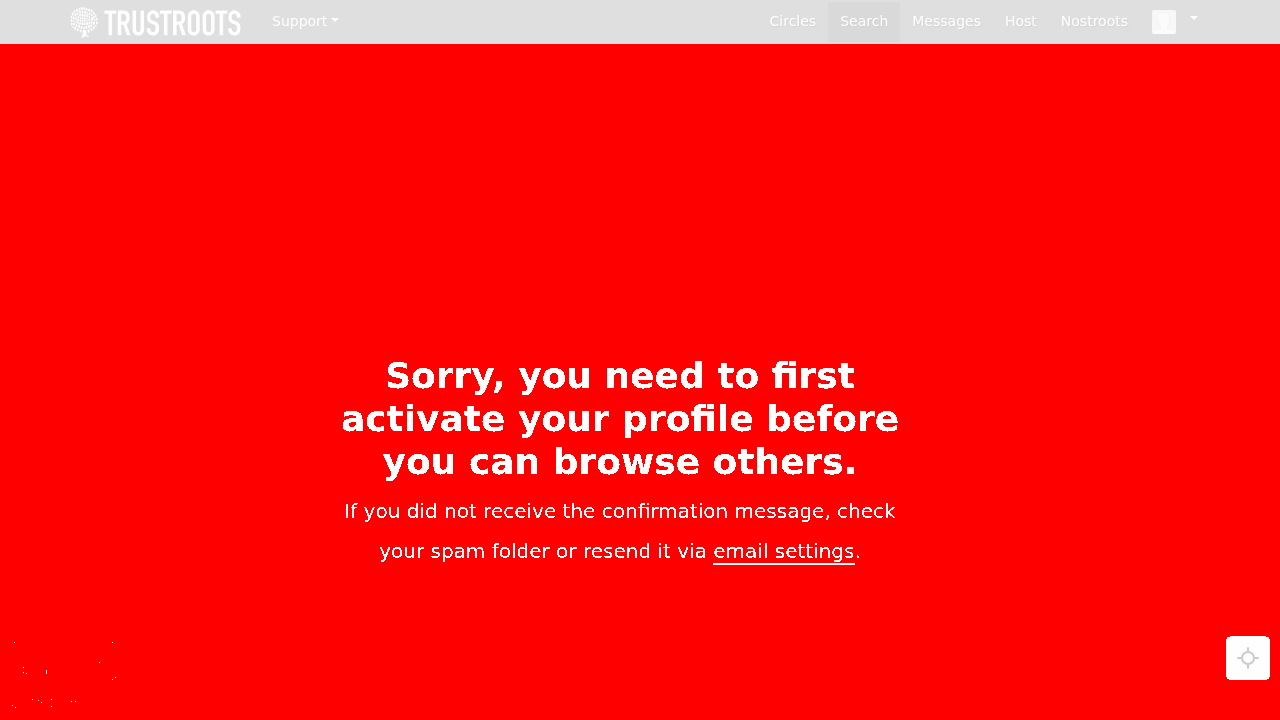 TRUSTROOTS Support Circles Search Messages Host Nostroots
Sorry, you need to first
activate your profile before
you can browse others.
If you did not receive the confirmation message, check
your spam folder or resend it via email settings.